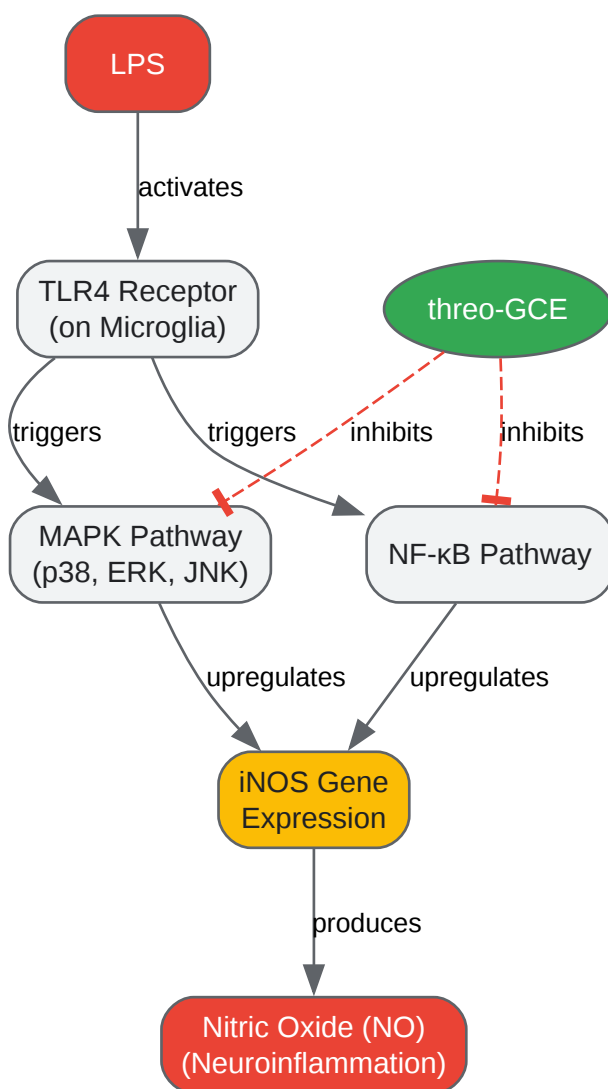 LPS
activates
TLR4 Receptor
(on Microglia)
threo-GCE
triggers
triggers
inhibits
inhibits
MAPK Pathway
(p38, ERK, JNK)
NF-κB Pathway
upregulates
upregulates
iNOS Gene
Expression
produces
Nitric Oxide (NO)
(Neuroinflammation)